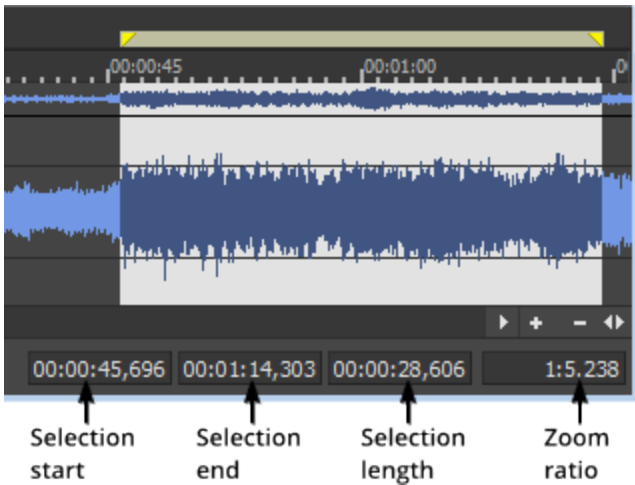 00:00:45 00:01:00
00:00:45,696 00:01:14,303 00:00:28,606 1:5.238
Selection start
Selection end
Selection length
Zoom ratio